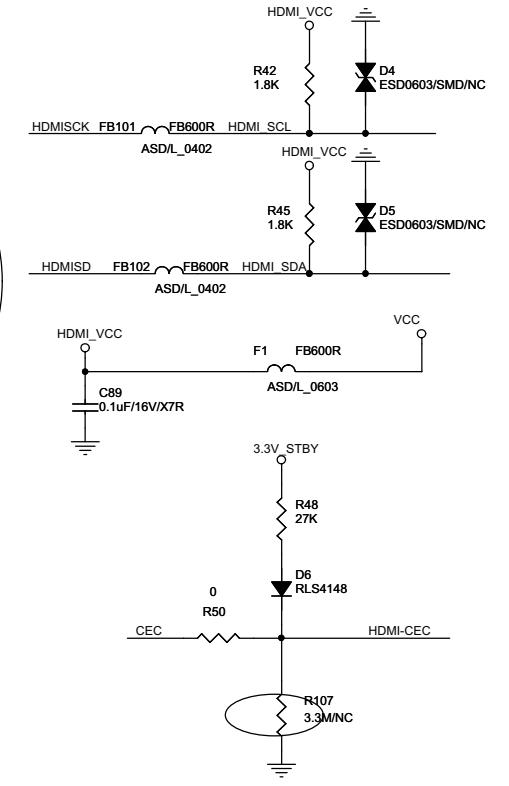 HDMI_VCC
R42
1.8K
D4
ESD0603/SMD/NC
HDMISCK FB101 FB600R HDMI_SCL
ASD/L_0402
HDMI_VCC
R45
1.8K
D5
ESD0603/SMD/NC
HDMISD FB102 FB600R HDMI_SDA
ASD/L_0402
HDMI_VCC
VCC
F1 FB600R
ASD/L_0603
C89
0.1uF/16V/X7R
3.3V_STBY
R48
27K
D6
RLS4148
0
R50
CEC
HDMI-CEC
R107
3.3M/NC